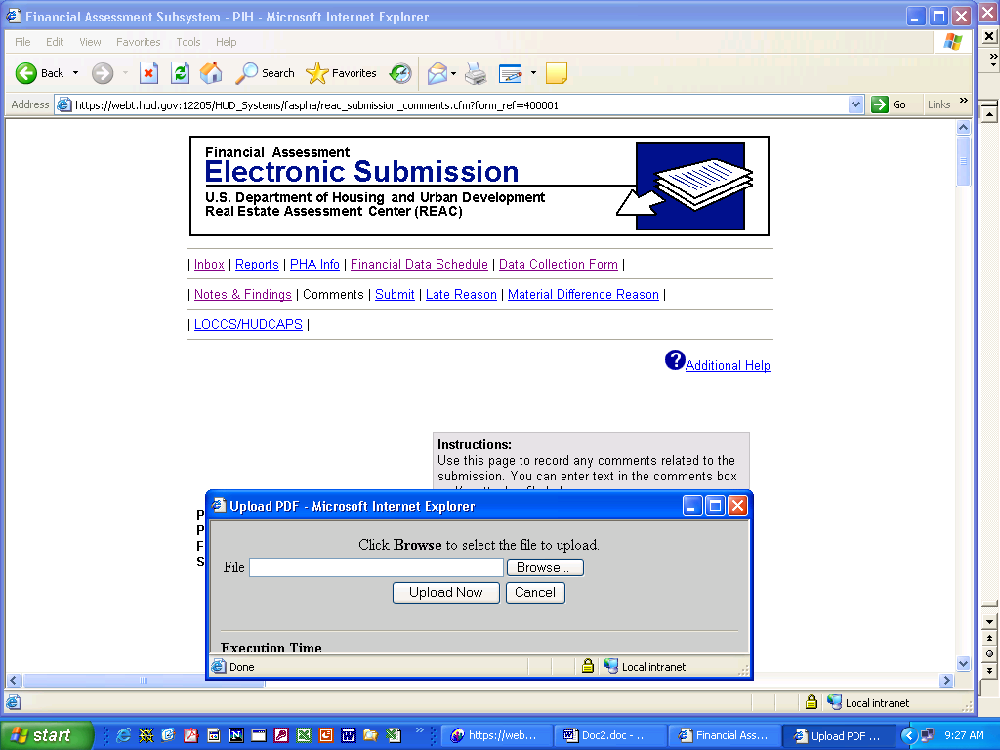 Financial Assessment Subsystem - PIH - Microsoft Internet Explorer
File Edit View Favorites Tools Help
Back Search Favorites
Address https://webt.hud.gov:12205/HUD_Systems/faspha/reac_submission_comments.cfm?form_ref=400001 Go Links »
Financial Assessment
Electronic Submission
U.S. Department of Housing and Urban Development
Real Estate Assessment Center (REAC)
| Inbox | Reports | PHA Info | Financial Data Schedule | Data Collection Form |
| Notes & Findings | Comments | Submit | Late Reason | Material Difference Reason |
| LOCCS/HUDCAPS |
? Additional Help
Instructions:
Use this page to record any comments related to the
submission. You can enter text in the comments box
P
P
F
S
Upload PDF - Microsoft Internet Explorer
Click Browse to select the file to upload.
File Browse...
Upload Now Cancel
Execution Time
Done Local intranet
Local intranet
start » https://web... Doc2.doc - ... Financial Ass... Upload PDF ... 9:27 AM